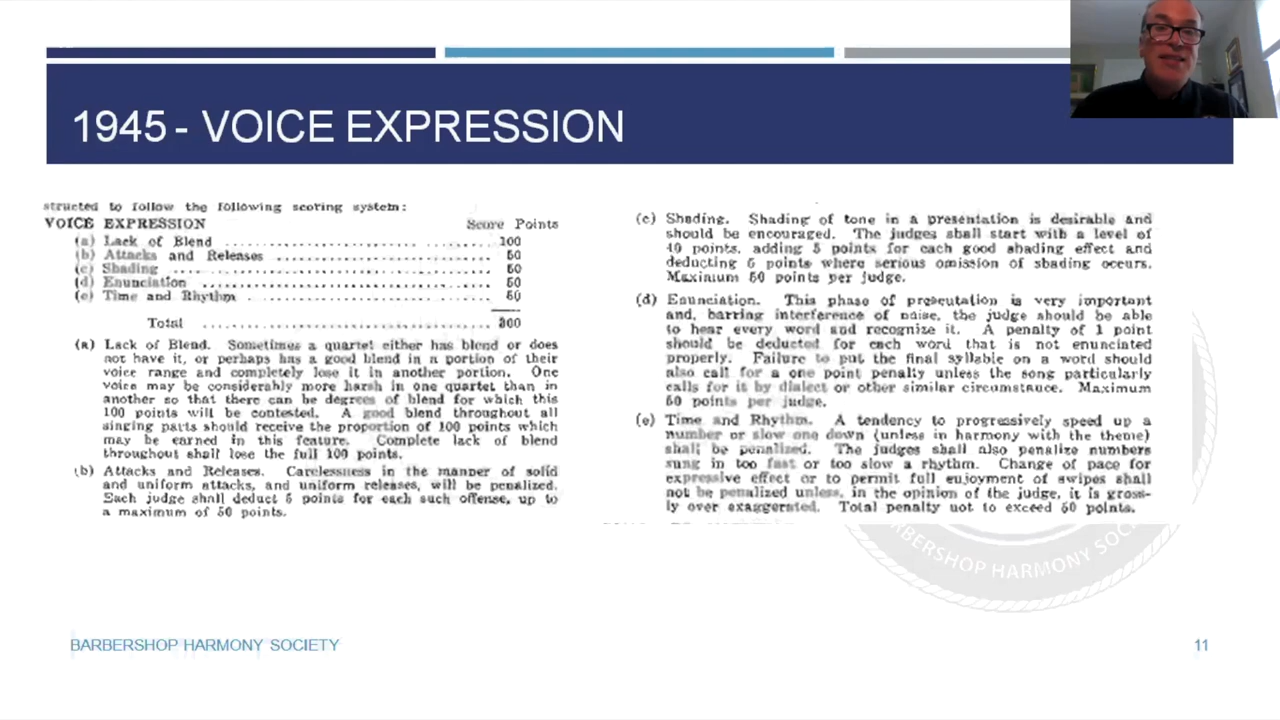 1945 - VOICE EXPRESSION
structed to follow the following scoring system:
VOICE EXPRESSION Score Points
(a) Lack of Blend ........................................ 100
(b) Attacks and Releases ................................ 50
(c) Shading ............................................. 50
(d) Enunciation ......................................... 50
(e) Time and Rhythm ..................................... 50
Total ........................................ 300
(a) Lack of Blend. Sometimes a quartet either has blend or does
not have it, or perhaps has a good blend in a portion of their
voice range and completely lose it in another portion. One
voice may be considerably more harsh in one quartet than in
another so that there can be degrees of blend for which this
100 points will be contested. A good blend throughout all
singing parts should receive the proportion of 100 points which
may be earned in this feature. Complete lack of blend
throughout shall lose the full 100 points.
(b) Attacks and Releases. Carelessness in the manner of solid
and uniform attacks, and uniform releases, will be penalized.
Each judge shall deduct 5 points for each such offense, up to
a maximum of 50 points.
(c) Shading. Shading of tone in a presentation is desirable and
should be encouraged. The judges shall start with a level of
40 points, adding 5 points for each good shading effect and
deducting 5 points where serious omission of shading occurs.
Maximum 50 points per judge.
(d) Enunciation. This phase of presentation is very important
and, barring interference of noise, the judge should be able
to hear every word and recognize it. A penalty of 1 point
should be deducted for each word that is not enunciated
properly. Failure to put the final syllable on a word should
also call for a one point penalty unless the song particularly
calls for it by dialect or other similar circumstance. Maximum
50 points per judge.
(e) Time and Rhythm. A tendency to progressively speed up a
number or slow one down (unless in harmony with the theme)
shall be penalized. The judges shall also penalize numbers
sung in too fast or too slow a rhythm. Change of pace for
expressive effect or to permit full enjoyment of swipes shall
not be penalized unless, in the opinion of the judge, it is gross-
ly over exaggerated. Total penalty not to exceed 50 points.
BARBERSHOP HARMONY SOCIETY
11